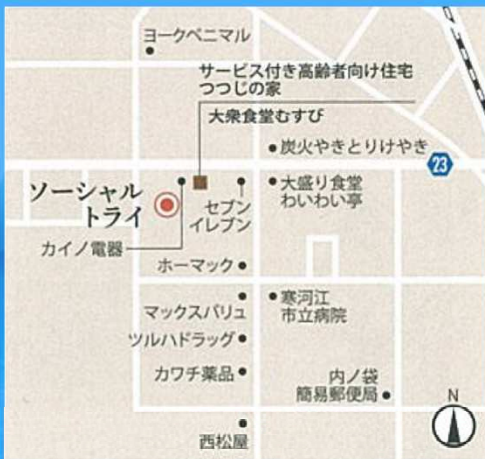 ヨークベニマル
サービス付き高齢者向け住宅
つつじの家
大衆食堂むすび
炭火やきとりけやき
23
ソーシャル
トライ
セブン
イレブン
大盛り食堂
わいわい亭
カイノ電器
ホーマック
マックスバリュ
寒河江
市立病院
ツルハドラッグ
カワチ薬品
内ノ袋
簡易郵便局
N
西松屋